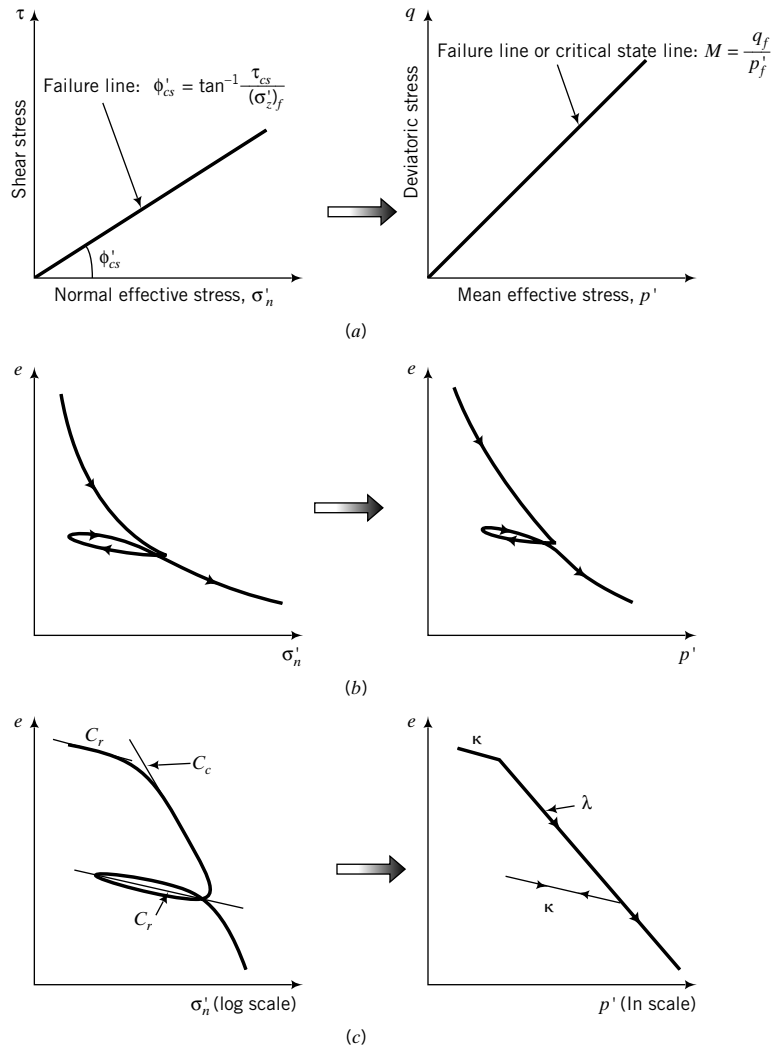 τ
Shear stress
Failure line: ϕ′cs = tan⁻¹ τcs / (σ′z)f
ϕ′cs
Normal effective stress, σ′n
q
Deviatoric stress
Failure line or critical state line: M = qf / p′f
Mean effective stress, p'
(a)
e
σ′n
e
p'
(b)
e
Cr
Cc
Cr
σ′n (log scale)
e
κ
λ
κ
p' (ln scale)
(c)